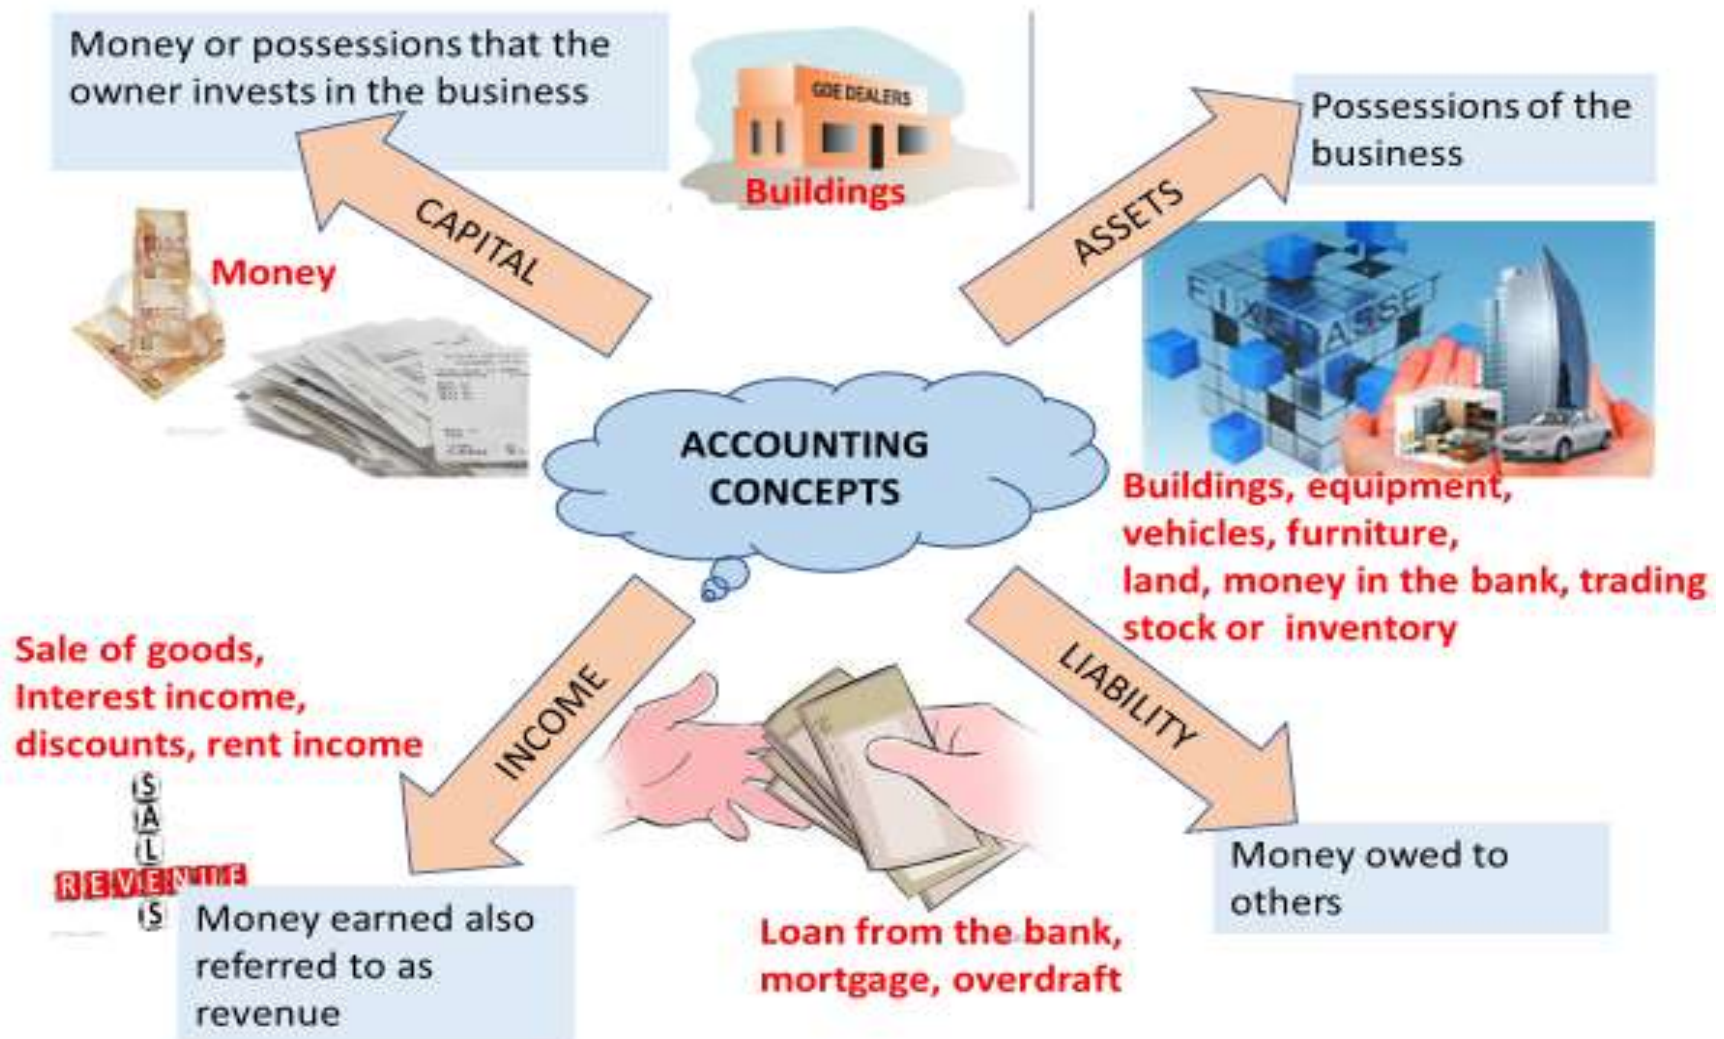 Money or possessions that the
owner invests in the business
CAPITAL
Money
GDE DEALERS
Buildings
ASSETS
Possessions of the
business
FIXED ASSET
Buildings, equipment,
vehicles, furniture,
land, money in the bank, trading
stock or inventory
ACCOUNTING
CONCEPTS
INCOME
Sale of goods,
Interest income,
discounts, rent income
SALES
REVENUE
Money earned also
referred to as
revenue
LIABILITY
Money owed to
others
Loan from the bank,
mortgage, overdraft